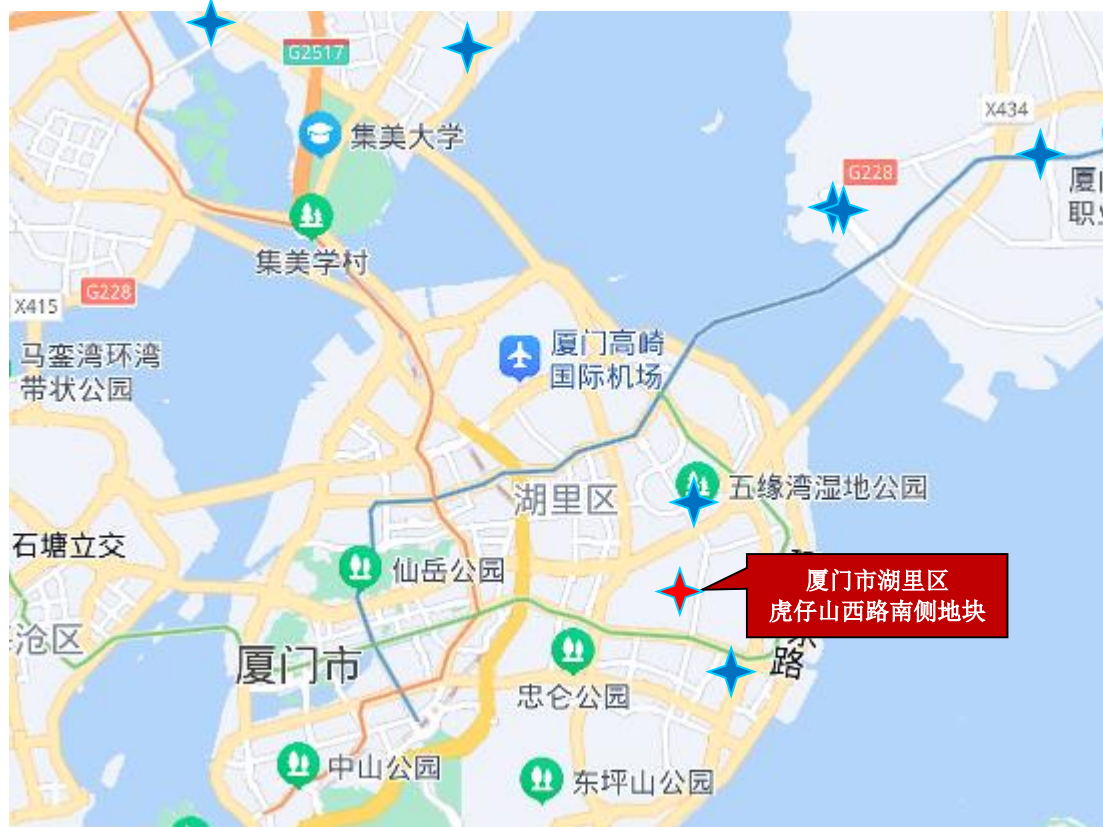 G2517
集美大学
X434
G228
厦门
职业
集美学村
X415
G228
马銮湾环湾
带状公园
厦门高崎
国际机场
五缘湾湿地公园
湖里区
石塘立交
仙岳公园
厦门市湖里区
虎仔山西路南侧地块
沧区
路
厦门市
忠仑公园
中山公园
东坪山公园